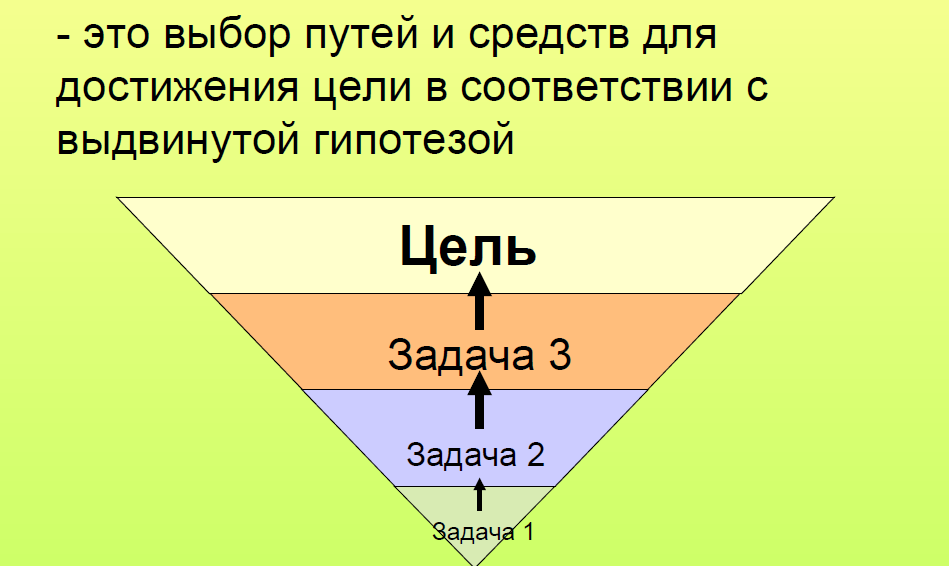 - это выбор путей и средств для
достижения цели в соответствии с
выдвинутой гипотезой
Цель
Задача 3
Задача 2
Задача 1